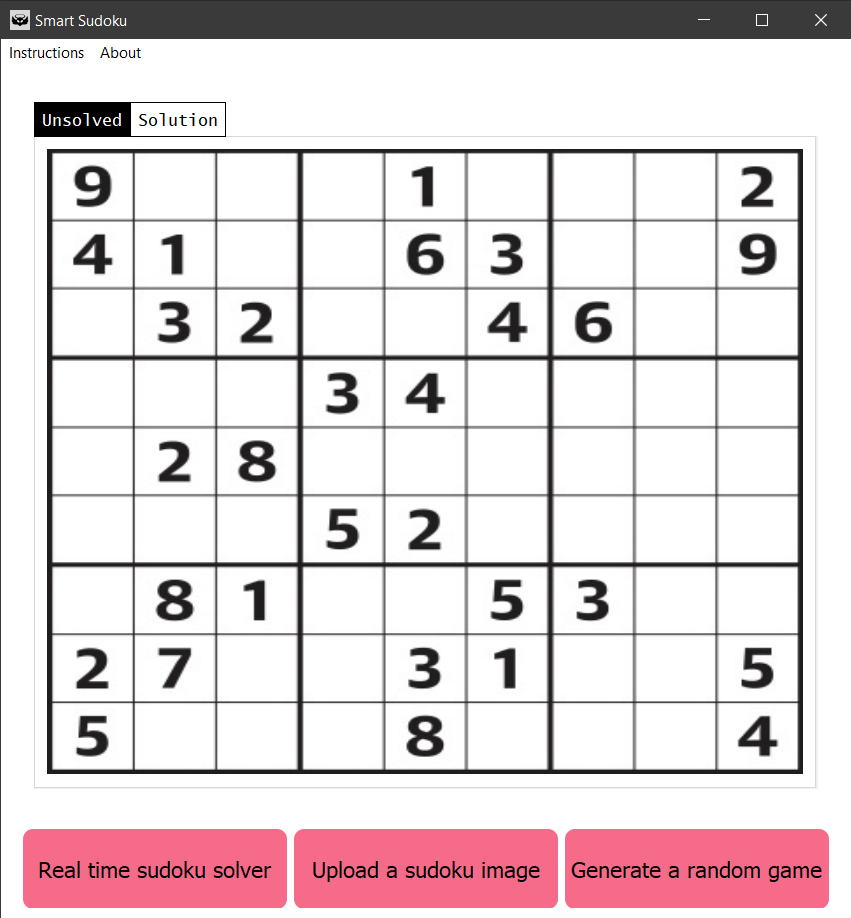 Smart Sudoku
Instructions About
Unsolved Solution
9 1 2
4 1 6 3 9
3 2 4 6
3 4
2 8
5 2
8 1 5 3
2 7 3 1 5
5 8 4
Real time sudoku solver Upload a sudoku image Generate a random game